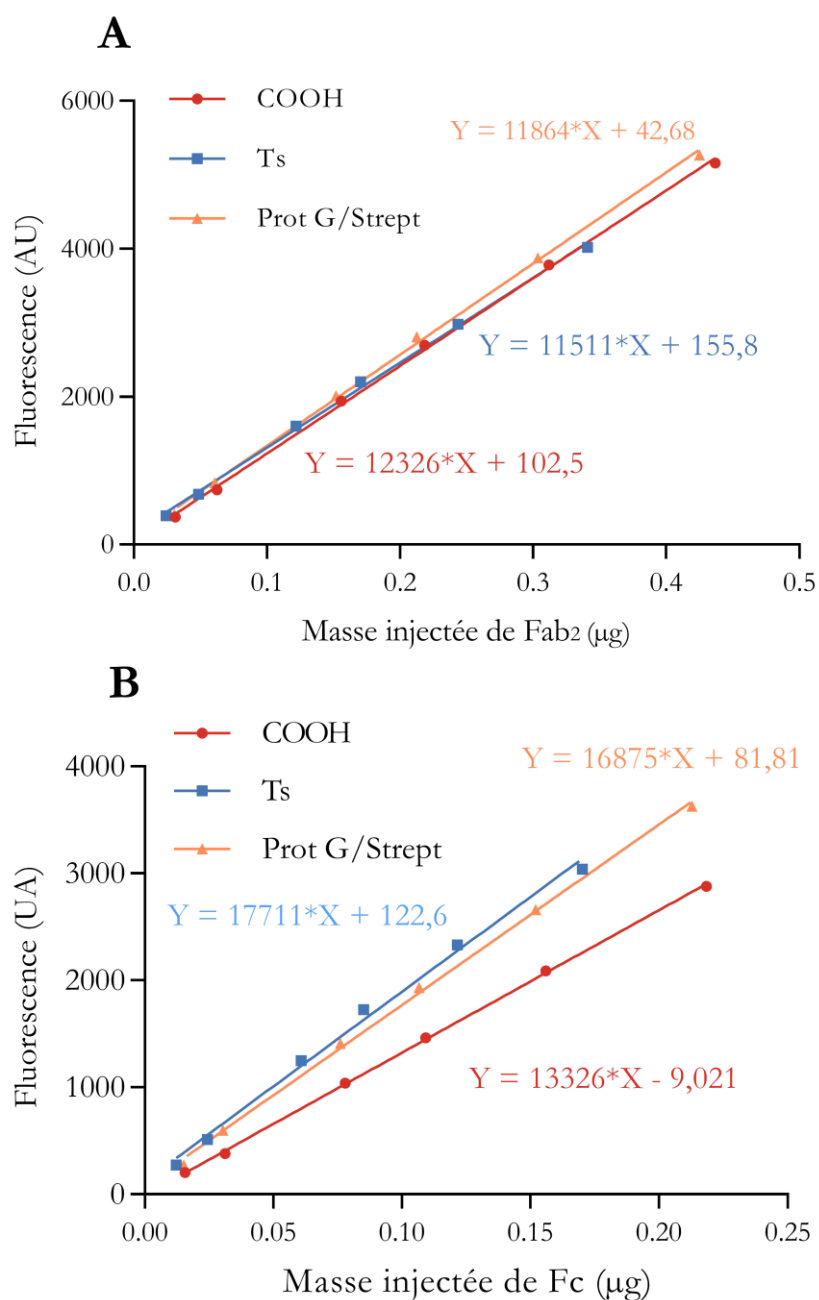 A
6000
COOH
Y = 11864*X + 42,68
Ts
Prot G/Strept
4000
Fluorescence (AU)
Y = 11511*X + 155,8
2000
Y = 12326*X + 102,5
0
0.0 0.1 0.2 0.3 0.4 0.5
Masse injectée de Fab2 (µg)
B
COOH
Y = 16875*X + 81,81
4000
Ts
Prot G/Strept
3000
Y = 17711*X + 122,6
Fluorescence (UA)
2000
1000
Y = 13326*X - 9,021
0
0.00 0.05 0.10 0.15 0.20 0.25
Masse injectée de Fc (µg)